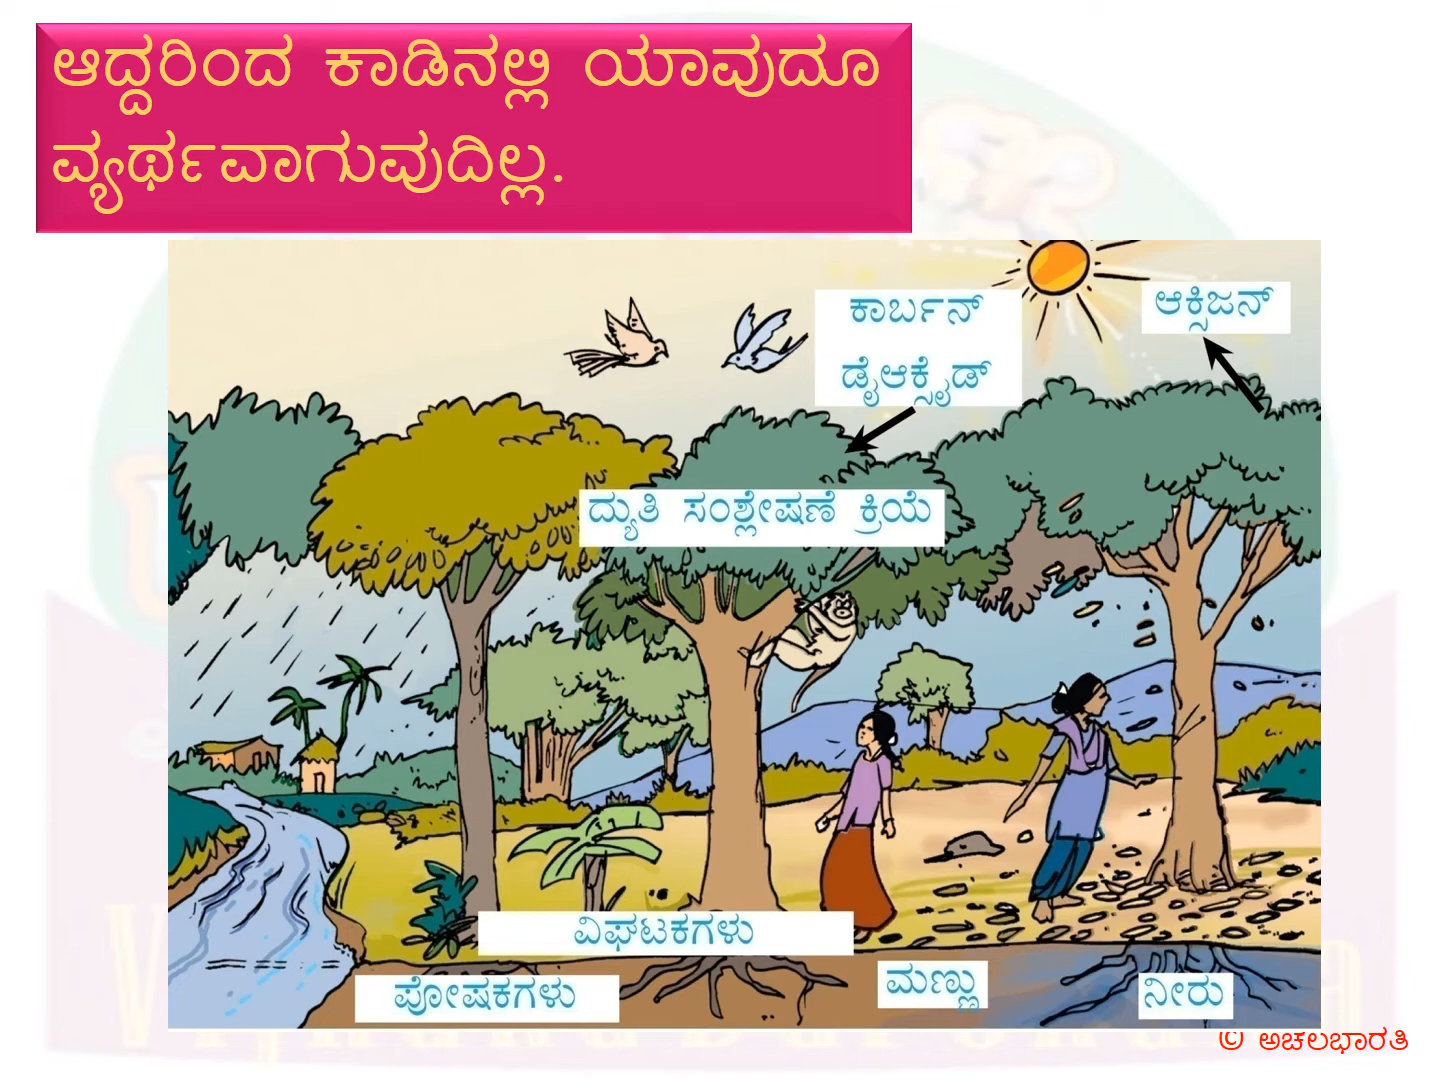 ಆದ್ದರಿಂದ ಕಾಡಿನಲ್ಲಿ ಯಾವುದೂ
ವ್ಯರ್ಥವಾಗುವುದಿಲ್ಲ.
ಕಾರ್ಬನ್
ಡೈಆಕ್ಸೈಡ್
ಆಕ್ಸಿಜನ್
ದ್ಯುತಿ ಸಂಶ್ಲೇಷಣೆ ಕ್ರಿಯೆ
ವಿಘಟಕಗಳು
ಪೋಷಕಗಳು
ಮಣ್ಣು
ನೀರು
© ಅಚಲಭಾರತಿ